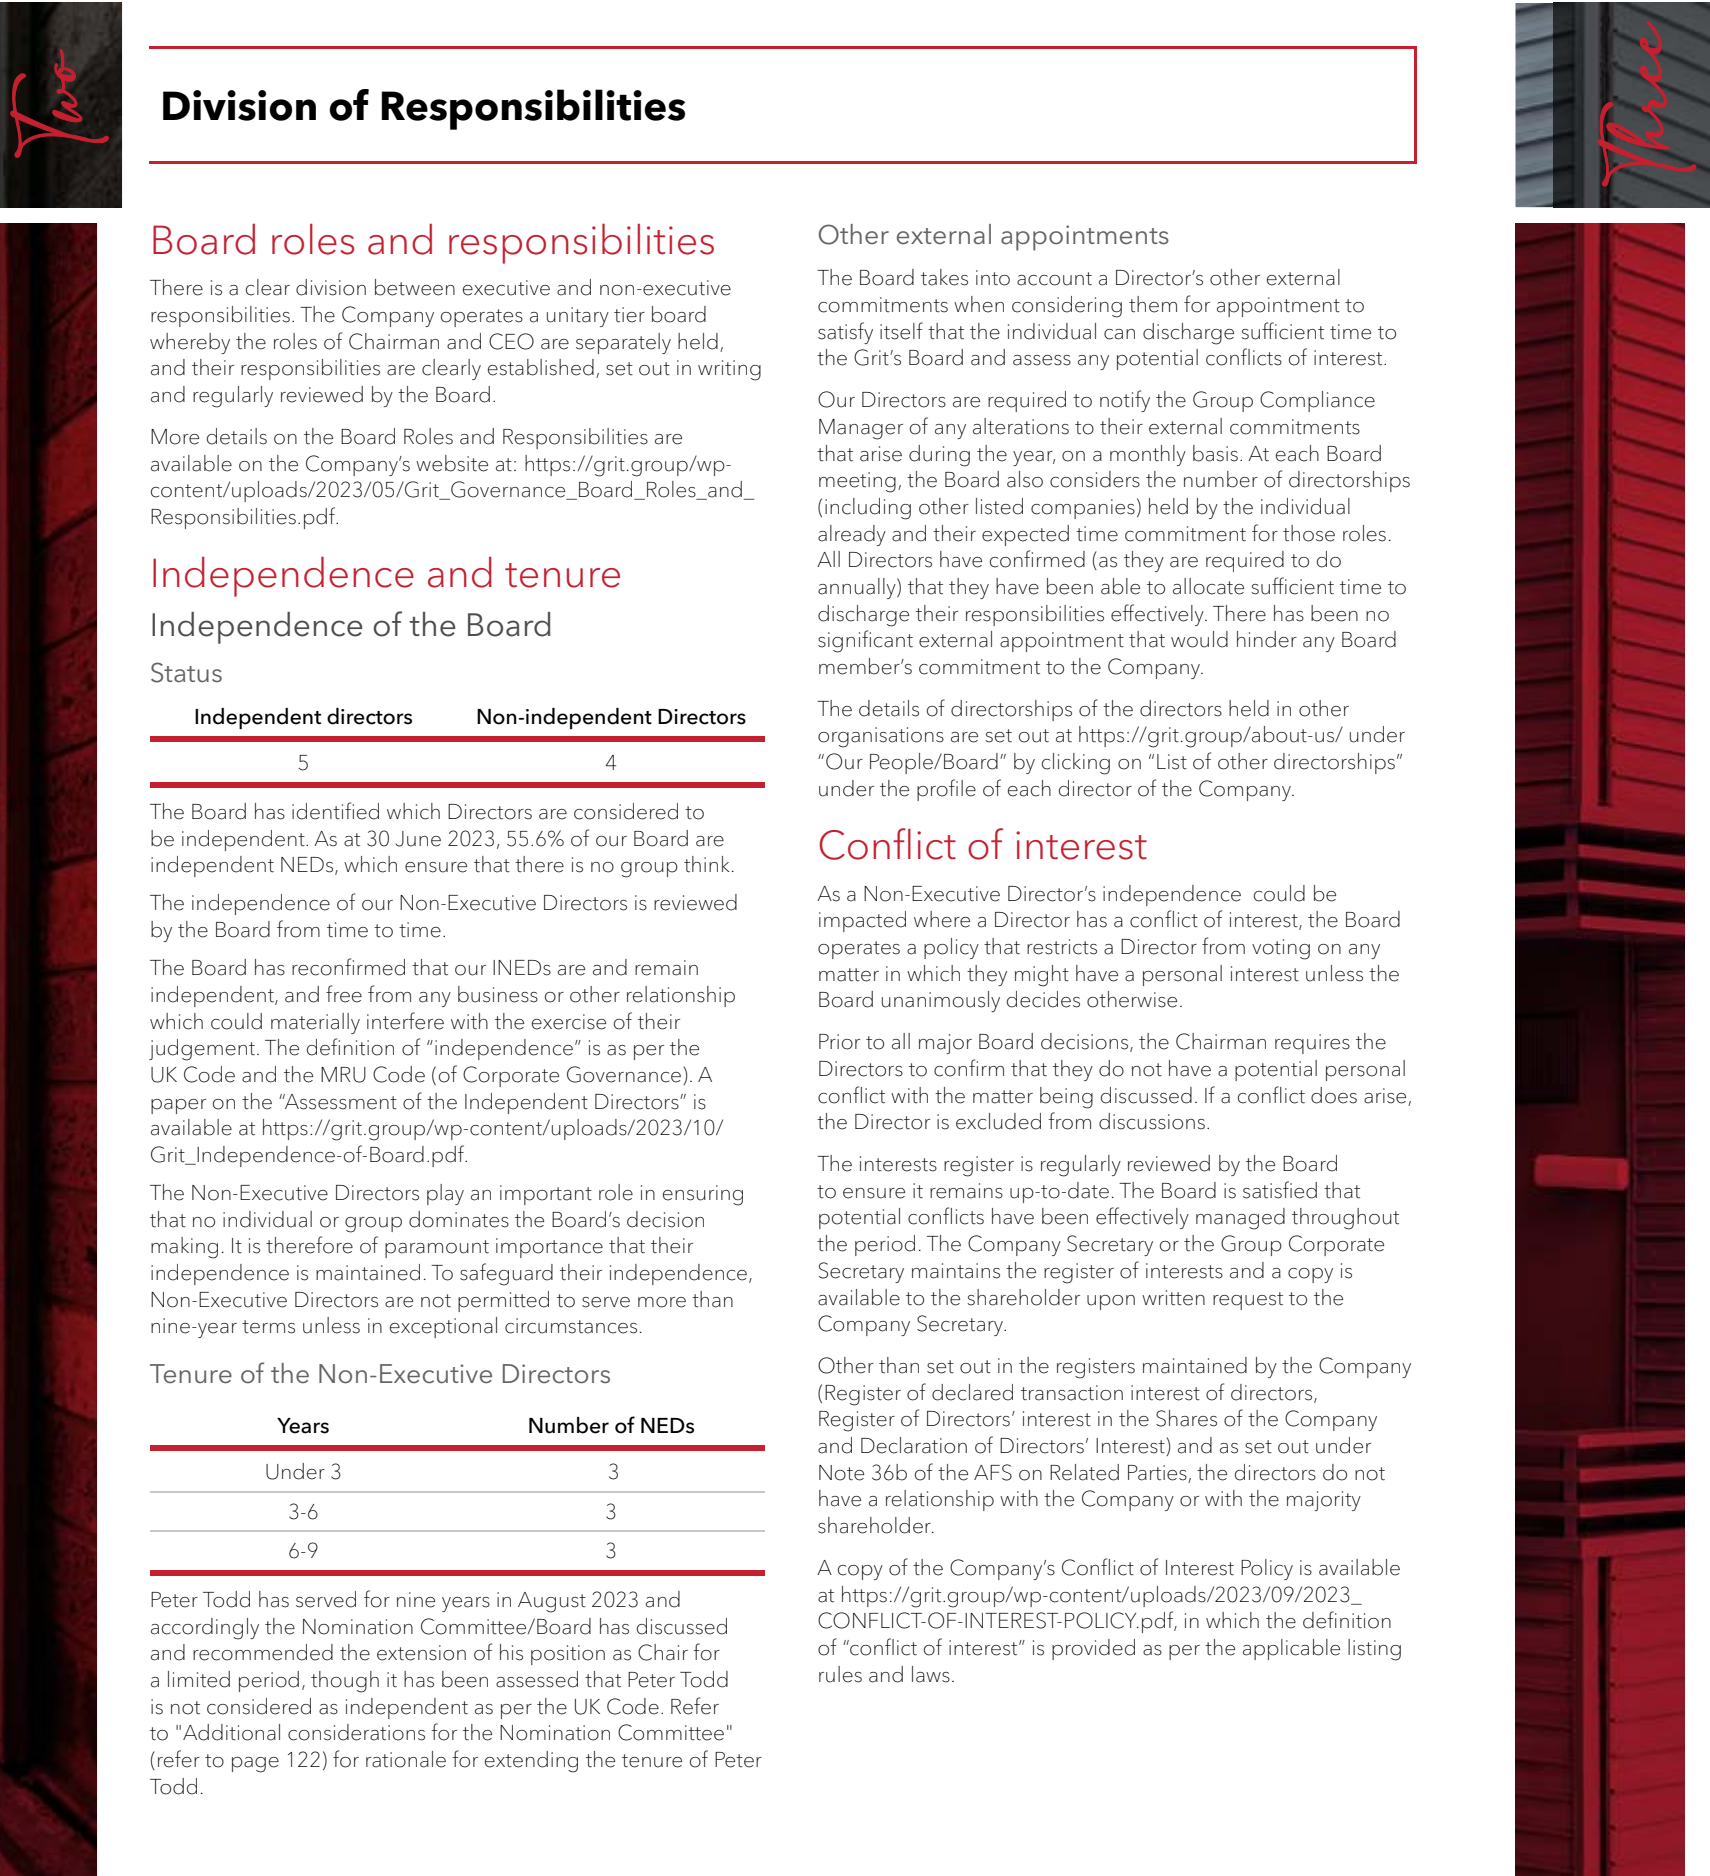 Two
Three
Division of Responsibilities
Board roles and responsibilities
There is a clear division between executive and non-executive
responsibilities. The Company operates a unitary tier board
whereby the roles of Chairman and CEO are separately held,
and their responsibilities are clearly established, set out in writing
and regularly reviewed by the Board.
More details on the Board Roles and Responsibilities are
available on the Company’s website at: https://grit.group/wp-
content/uploads/2023/05/Grit_Governance_Board_Roles_and_
Responsibilities.pdf.
Independence and tenure
Independence of the Board
Status
Independent directors Non-independent Directors
5 4
The Board has identified which Directors are considered to
be independent. As at 30 June 2023, 55.6% of our Board are
independent NEDs, which ensure that there is no group think.
The independence of our Non-Executive Directors is reviewed
by the Board from time to time.
The Board has reconfirmed that our INEDs are and remain
independent, and free from any business or other relationship
which could materially interfere with the exercise of their
judgement. The definition of “independence” is as per the
UK Code and the MRU Code (of Corporate Governance). A
paper on the “Assessment of the Independent Directors” is
available at https://grit.group/wp-content/uploads/2023/10/
Grit_Independence-of-Board.pdf.
The Non-Executive Directors play an important role in ensuring
that no individual or group dominates the Board’s decision
making. It is therefore of paramount importance that their
independence is maintained. To safeguard their independence,
Non-Executive Directors are not permitted to serve more than
nine-year terms unless in exceptional circumstances.
Tenure of the Non-Executive Directors
Years Number of NEDs
Under 3 3
3-6 3
6-9 3
Peter Todd has served for nine years in August 2023 and
accordingly the Nomination Committee/Board has discussed
and recommended the extension of his position as Chair for
a limited period, though it has been assessed that Peter Todd
is not considered as independent as per the UK Code. Refer
to "Additional considerations for the Nomination Committee"
(refer to page 122) for rationale for extending the tenure of Peter
Todd.
Other external appointments
The Board takes into account a Director’s other external
commitments when considering them for appointment to
satisfy itself that the individual can discharge sufficient time to
the Grit’s Board and assess any potential conflicts of interest.
Our Directors are required to notify the Group Compliance
Manager of any alterations to their external commitments
that arise during the year, on a monthly basis. At each Board
meeting, the Board also considers the number of directorships
(including other listed companies) held by the individual
already and their expected time commitment for those roles.
All Directors have confirmed (as they are required to do
annually) that they have been able to allocate sufficient time to
discharge their responsibilities effectively. There has been no
significant external appointment that would hinder any Board
member’s commitment to the Company.
The details of directorships of the directors held in other
organisations are set out at https://grit.group/about-us/ under
“Our People/Board” by clicking on “List of other directorships”
under the profile of each director of the Company.
Conflict of interest
As a Non-Executive Director’s independence could be
impacted where a Director has a conflict of interest, the Board
operates a policy that restricts a Director from voting on any
matter in which they might have a personal interest unless the
Board unanimously decides otherwise.
Prior to all major Board decisions, the Chairman requires the
Directors to confirm that they do not have a potential personal
conflict with the matter being discussed. If a conflict does arise,
the Director is excluded from discussions.
The interests register is regularly reviewed by the Board
to ensure it remains up-to-date. The Board is satisfied that
potential conflicts have been effectively managed throughout
the period. The Company Secretary or the Group Corporate
Secretary maintains the register of interests and a copy is
available to the shareholder upon written request to the
Company Secretary.
Other than set out in the registers maintained by the Company
(Register of declared transaction interest of directors,
Register of Directors’ interest in the Shares of the Company
and Declaration of Directors’ Interest) and as set out under
Note 36b of the AFS on Related Parties, the directors do not
have a relationship with the Company or with the majority
shareholder.
A copy of the Company’s Conflict of Interest Policy is available
at https://grit.group/wp-content/uploads/2023/09/2023_
CONFLICT-OF-INTEREST-POLICY.pdf, in which the definition
of “conflict of interest” is provided as per the applicable listing
rules and laws.